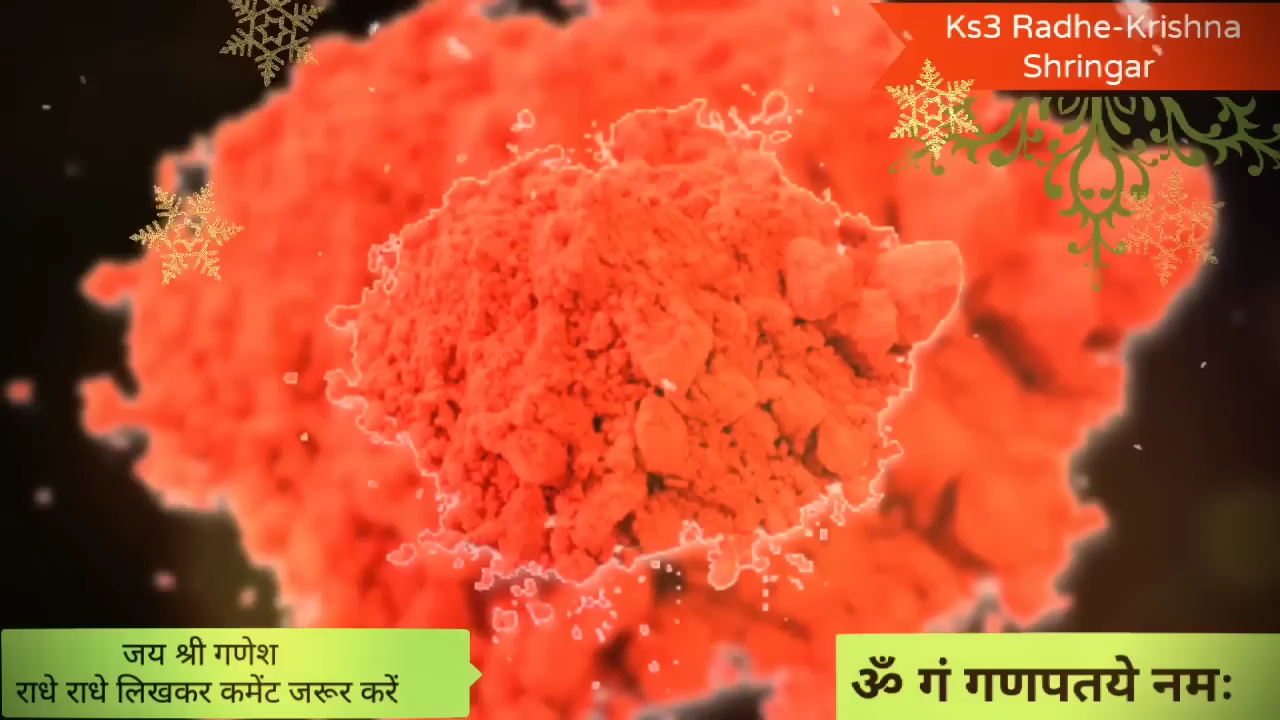 Ks3 Radhe-Krishna
Shringar
जय श्री गणेश
राधे राधे लिखकर कमेंट जरूर करें
ॐ गं गणपतये नमः